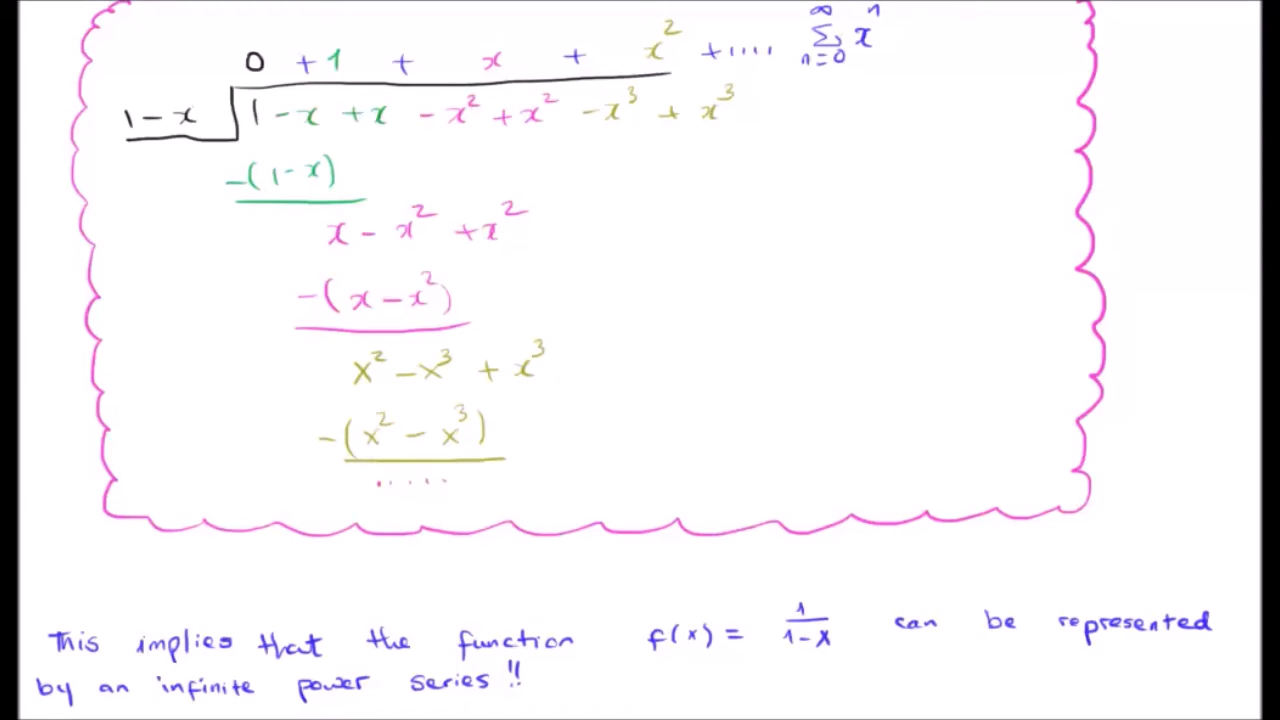 0 + 1 + x + x² + .... ∑_{n=0}^{∞} xⁿ
1 - x 1 - x + x - x² + x² - x³ + x³
-(1-x)
x - x² + x²
-(x - x²)
x² - x³ + x³
-(x² - x³)
.....
This implies that the function f(x) = 1/(1-x) can be represented
by an infinite power series !!